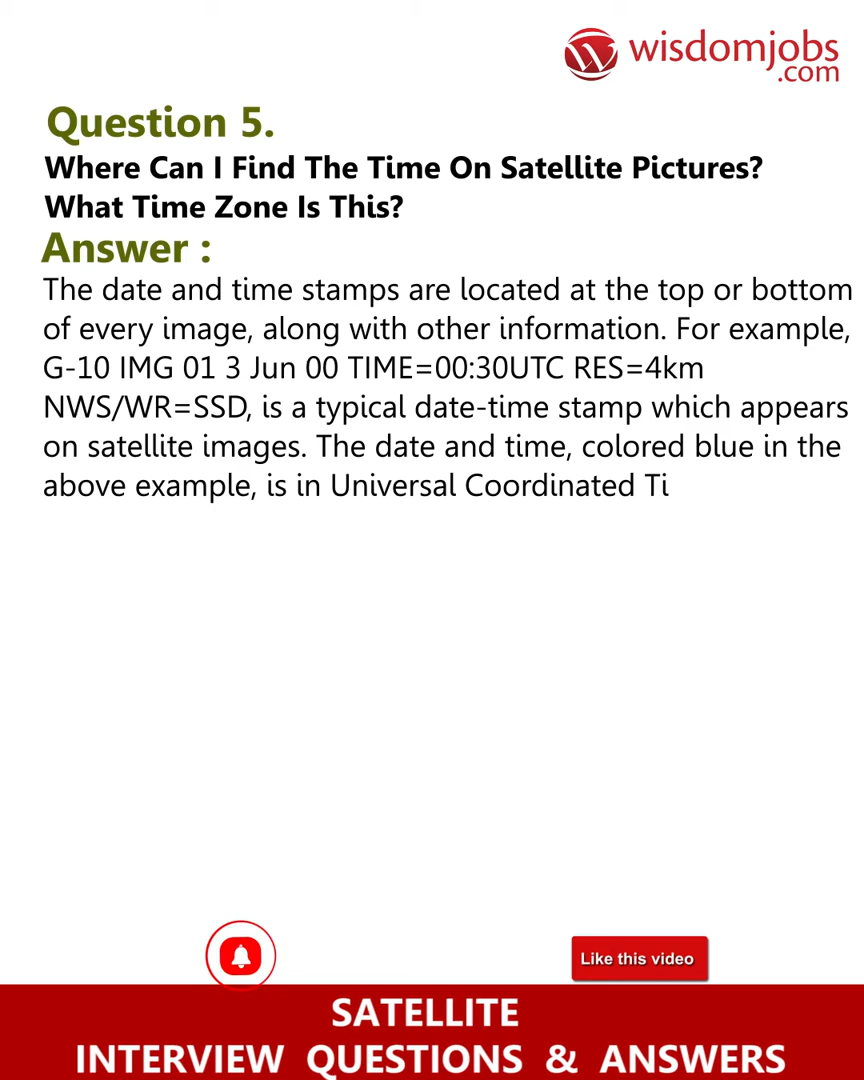 wisdomjobs
.com
Question 5.
Where Can I Find The Time On Satellite Pictures?
What Time Zone Is This?
Answer :
The date and time stamps are located at the top or bottom
of every image, along with other information. For example,
G-10 IMG 01 3 Jun 00 TIME=00:30UTC RES=4km
NWS/WR=SSD, is a typical date-time stamp which appears
on satellite images. The date and time, colored blue in the
above example, is in Universal Coordinated Ti
Like this video
SATELLITE
INTERVIEW QUESTIONS & ANSWERS